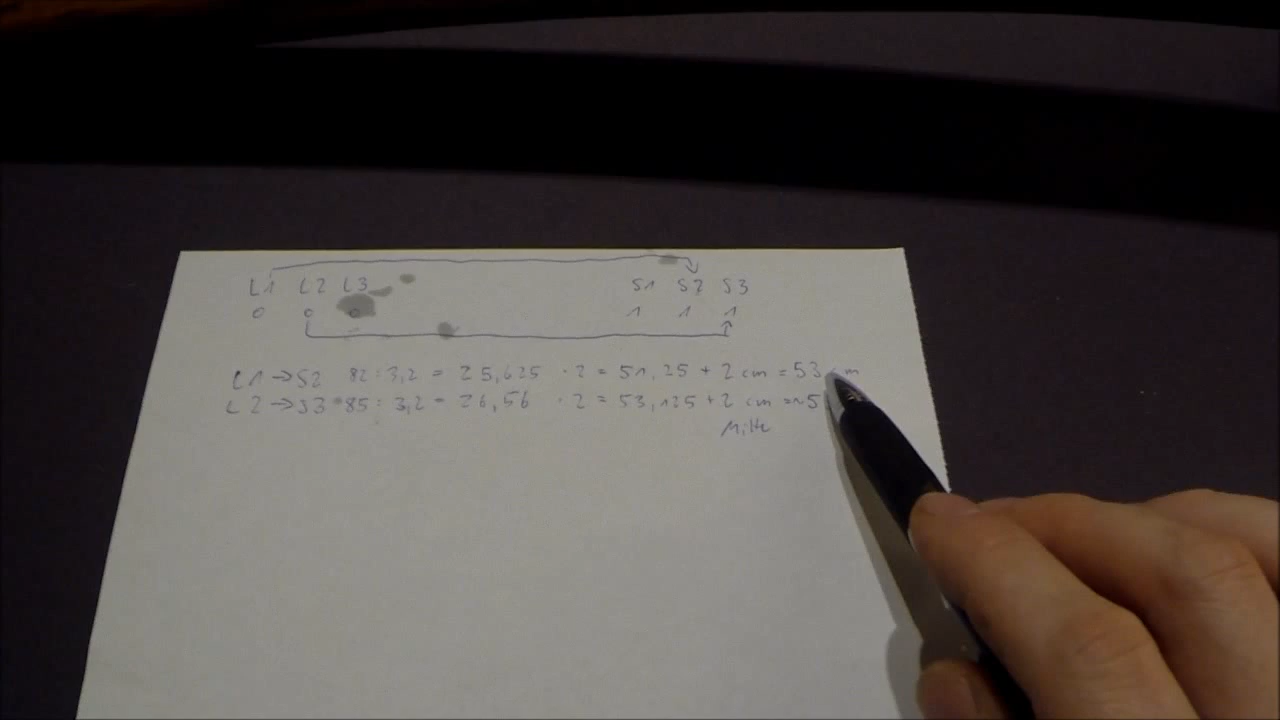 L1 L2 L3 S1 S2 S3
0 0 0 1 1 1
L1 → S2 82 : 3,2 = 25,625 · 2 = 51,25 + 2 cm = 53 cm
L2 → S3 85 : 3,2 = 26,56 · 2 = 53,125 + 2 cm = ~5
Mitte